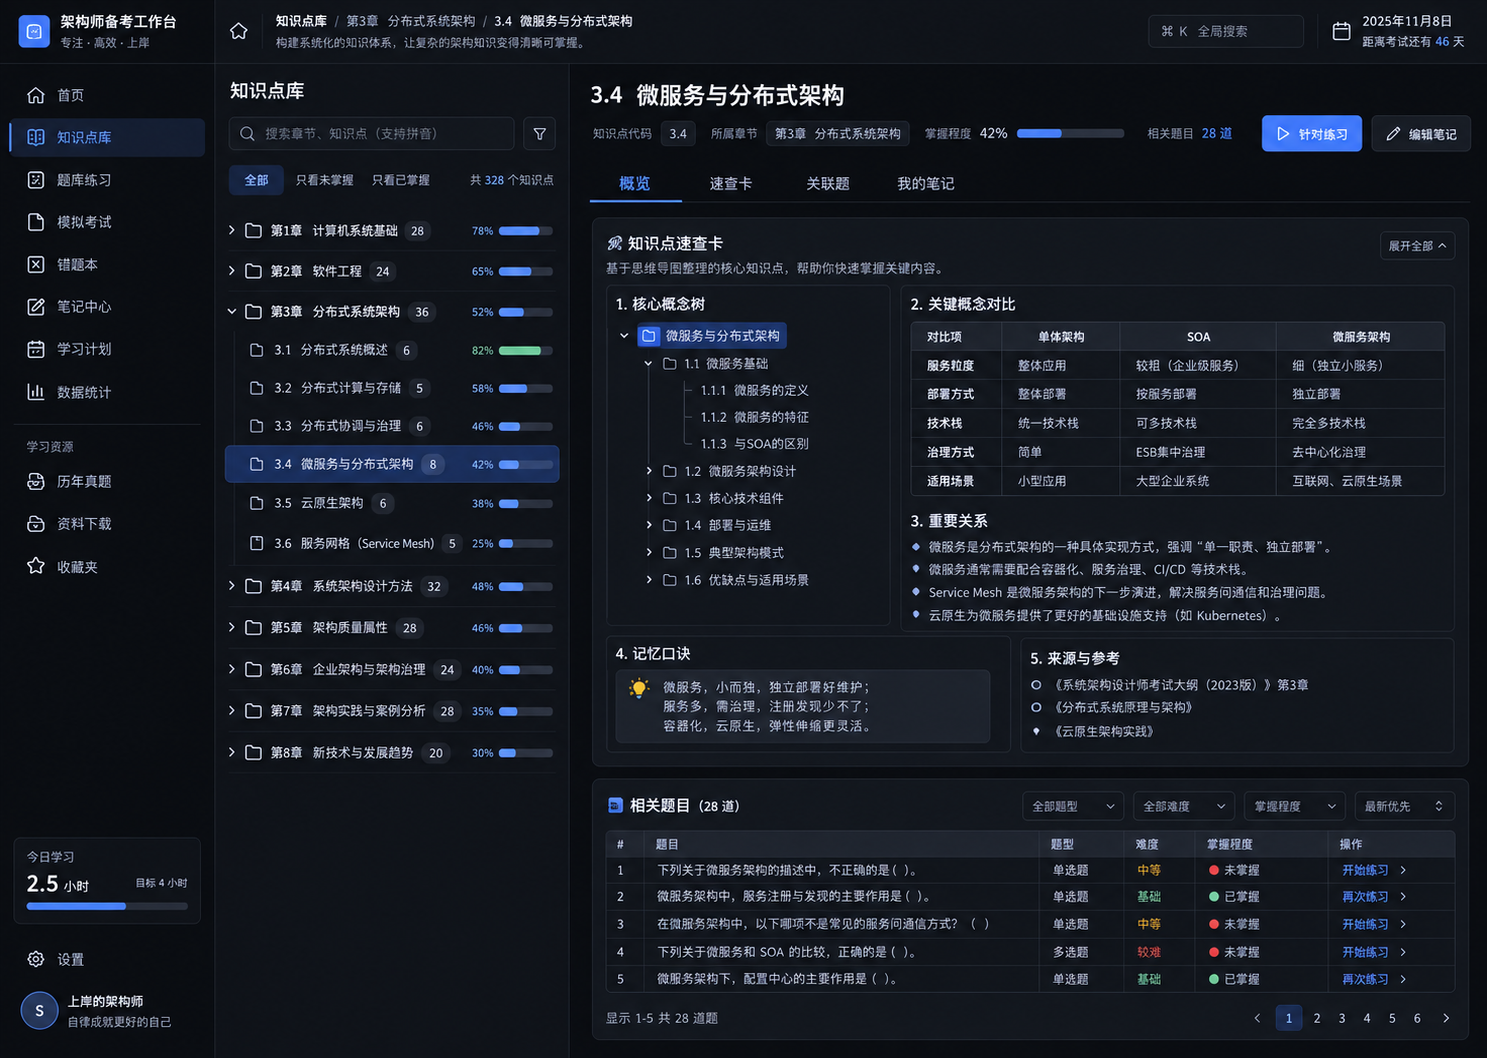 架构师备考工作台
专注 · 高效 · 上岸
首页
知识点库
题库练习
模拟考试
错题本
笔记中心
学习计划
数据统计
学习资源
历年真题
资料下载
收藏夹
今日学习
2.5 小时 目标 4 小时
设置
S
上岸的架构师
自律成就更好的自己
知识点库 / 第3章 分布式系统架构 / 3.4 微服务与分布式架构
构建系统化的知识体系，让复杂的架构知识变得清晰可掌握。
⌘ K 全局搜索
2025年11月8日
距离考试还有 46 天
知识点库
搜索章节、知识点（支持拼音）
全部 只看未掌握 只看已掌握 共 328 个知识点
第1章 计算机系统基础 28 78%
第2章 软件工程 24 65%
第3章 分布式系统架构 36 52%
3.1 分布式系统概述 6 82%
3.2 分布式计算与存储 5 58%
3.3 分布式协调与治理 6 46%
3.4 微服务与分布式架构 8 42%
3.5 云原生架构 6 38%
3.6 服务网格（Service Mesh） 5 25%
第4章 系统架构设计方法 32 48%
第5章 架构质量属性 28 46%
第6章 企业架构与架构治理 24 40%
第7章 架构实践与案例分析 28 35%
第8章 新技术与发展趋势 20 30%
3.4 微服务与分布式架构
知识点代码 3.4 所属章节 第3章 分布式系统架构 掌握程度 42% 相关题目 28 道 针对练习 编辑笔记
概览 速查卡 关联题 我的笔记
知识点速查卡
展开全部
基于思维导图整理的核心知识点，帮助你快速掌握关键内容。
1. 核心概念树
微服务与分布式架构
1.1 微服务基础
1.1.1 微服务的定义
1.1.2 微服务的特征
1.1.3 与SOA的区别
1.2 微服务架构设计
1.3 核心技术组件
1.4 部署与运维
1.5 典型架构模式
1.6 优缺点与适用场景
2. 关键概念对比
对比项 单体架构 SOA 微服务架构
服务粒度 整体应用 较粗（企业级服务） 细（独立小服务）
部署方式 整体部署 按服务部署 独立部署
技术栈 统一技术栈 可多技术栈 完全多技术栈
治理方式 简单 ESB集中治理 去中心化治理
适用场景 小型应用 大型企业系统 互联网、云原生场景
3. 重要关系
微服务是分布式架构的一种具体实现方式，强调“单一职责、独立部署”。
微服务通常需要配合容器化、服务治理、CI/CD 等技术栈。
Service Mesh 是微服务架构的下一步演进，解决服务间通信和治理问题。
云原生为微服务提供了更好的基础设施支持（如 Kubernetes）。
4. 记忆口诀
微服务，小而独，独立部署好维护；
服务多，需治理，注册发现少不了；
容器化，云原生，弹性伸缩更灵活。
5. 来源与参考
《系统架构设计师考试大纲（2023版）》第3章
《分布式系统原理与架构》
《云原生架构实践》
相关题目（28 道）
全部题型 全部难度 掌握程度 最新优先
# 题目 题型 难度 掌握程度 操作
1 下列关于微服务架构的描述中，不正确的是（ ）。 单选题 中等 未掌握 开始练习
2 微服务架构中，服务注册与发现的主要作用是（ ）。 单选题 基础 已掌握 再次练习
3 在微服务架构中，以下哪项不是常见的服务间通信方式？（ ） 单选题 中等 未掌握 开始练习
4 下列关于微服务和 SOA 的比较，正确的是（ ）。 多选题 较难 未掌握 开始练习
5 微服务架构下，配置中心的主要作用是（ ）。 单选题 基础 已掌握 再次练习
显示 1-5 共 28 道题
1 2 3 4 5 6